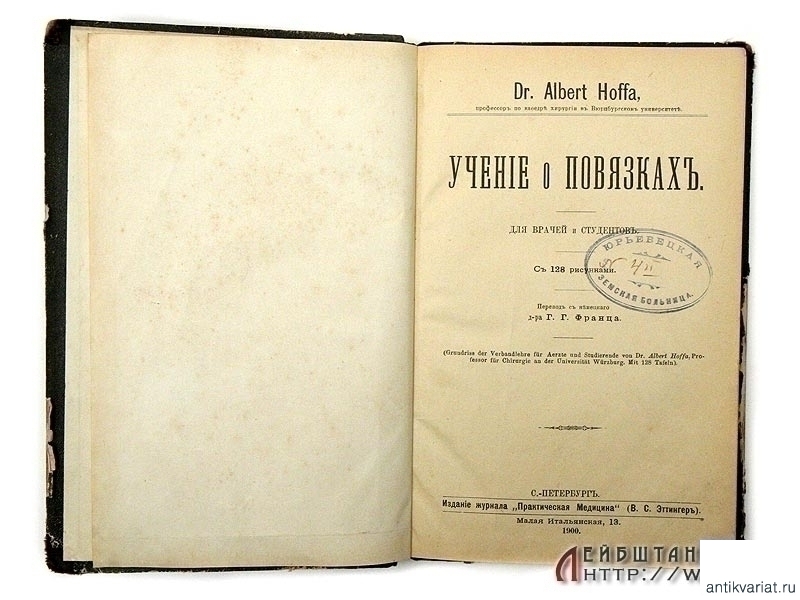 Dr. Albert Hoffa,
профессоръ по каѳедрѣ хирургіи въ Вюрцбургскомъ университетѣ.
УЧЕНІЕ о ПОВЯЗКАХЪ.
ДЛЯ ВРАЧЕЙ и СТУДЕНТОВЪ.
Съ 128 рисунками.
ЮРЬЕВЕЦКАЯ
ЗЕМСКАЯ БОЛЬНИЦА.
Переводъ съ нѣмецкаго
д-ра Г. Г. Франца.
(Grundriss der Verbandlehre für Aerzte und Studierende von Dr. Albert Hoffa, Pro-
fessor für Chirurgie an der Universität Würzburg. Mit 128 Tafeln).
С.-ПЕТЕРБУРГЪ.
Изданіе журнала „Практическая Медицина“ (В. С. Эттингеръ).
Малая Итальянская, 13.
1900.
ЛЕЙБШТАН
HTTP://W
antikvariat.ru